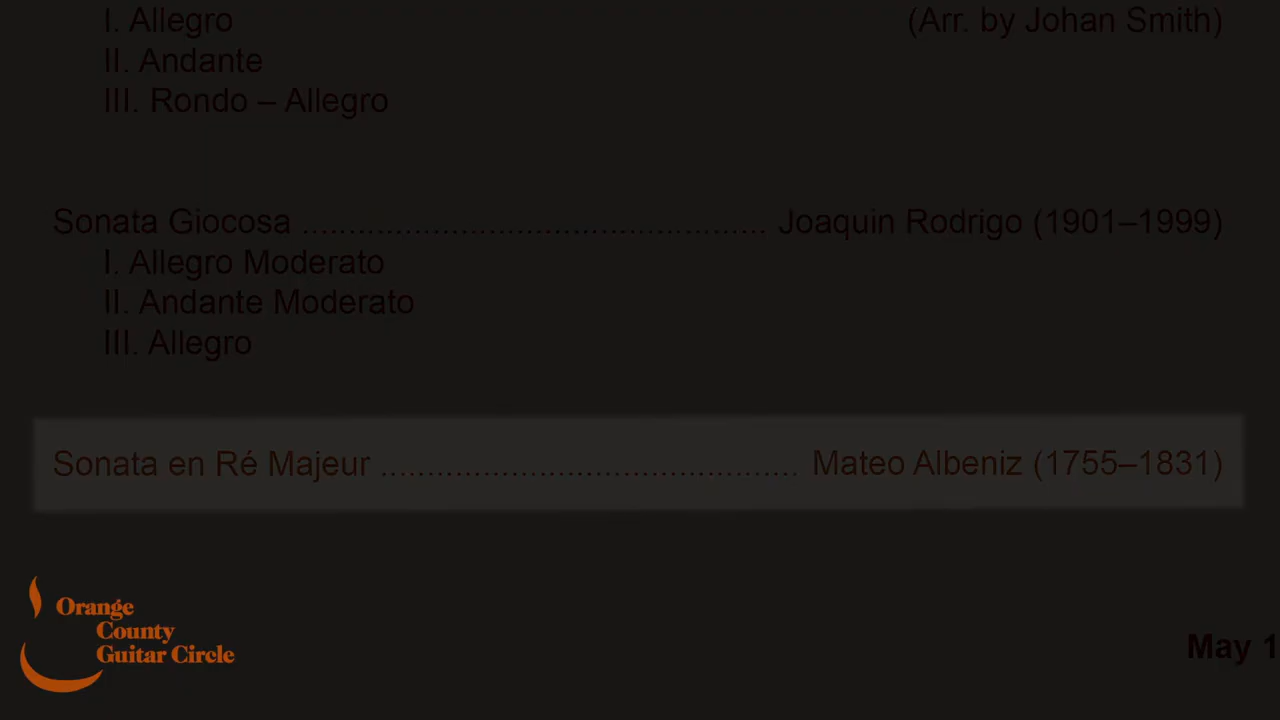 I. Allegro (Arr. by Johan Smith)
II. Andante
III. Rondo – Allegro
Sonata Giocosa .................................................. Joaquin Rodrigo (1901–1999)
I. Allegro Moderato
II. Andante Moderato
III. Allegro
Sonata en Ré Majeur ............................................. Mateo Albeniz (1755–1831)
Orange
County
Guitar Circle
May 1